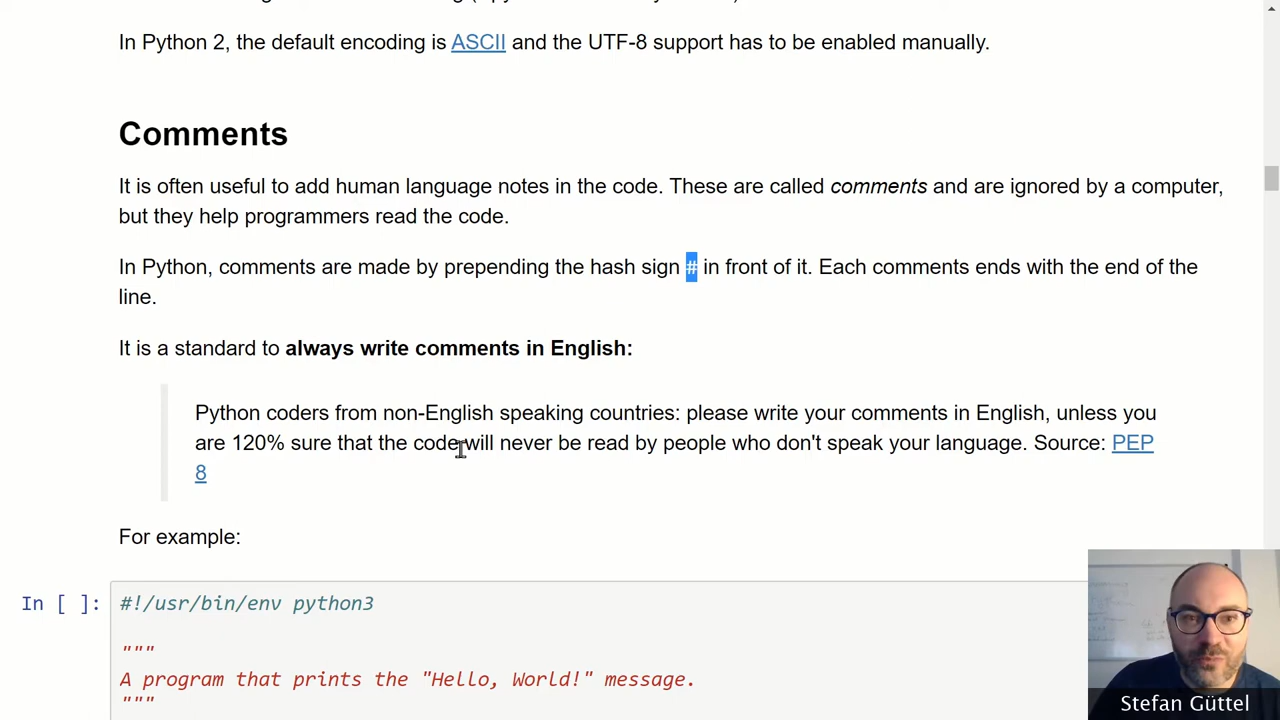 In Python 2, the default encoding is ASCII and the UTF-8 support has to be enabled manually.
Comments
It is often useful to add human language notes in the code. These are called comments and are ignored by a computer,
but they help programmers read the code.
In Python, comments are made by prepending the hash sign # in front of it. Each comments ends with the end of the
line.
It is a standard to always write comments in English:
Python coders from non-English speaking countries: please write your comments in English, unless you
are 120% sure that the code will never be read by people who don't speak your language. Source: PEP
8
For example:
In [ ]: #!/usr/bin/env python3
"""
A program that prints the "Hello, World!" message.
"""
Stefan Güttel